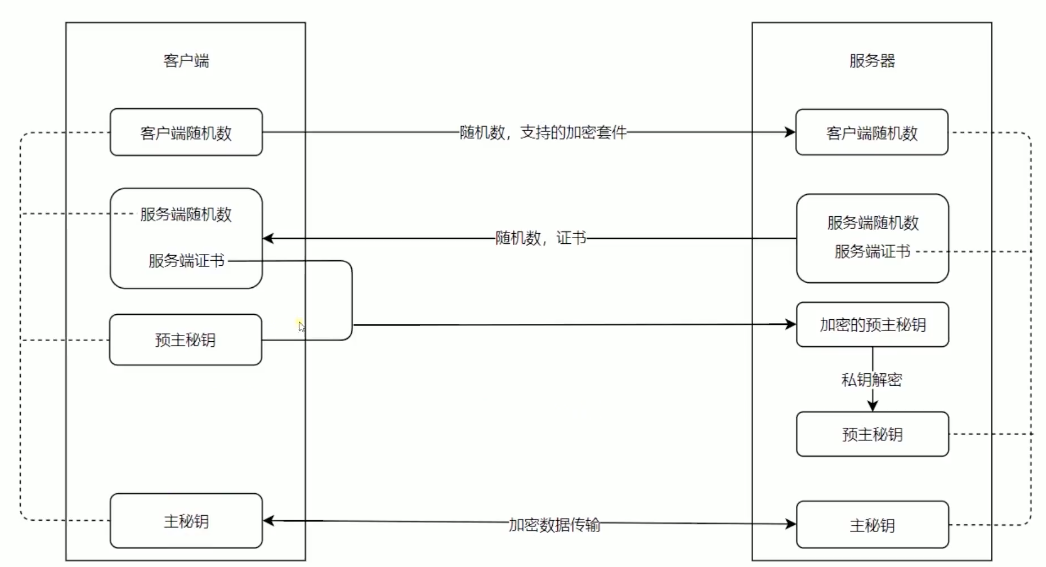 客户端
服务器
客户端随机数
随机数，支持的加密套件
客户端随机数
服务端随机数
服务端证书
随机数，证书
服务端随机数
服务端证书
预主秘钥
加密的预主秘钥
私钥解密
预主秘钥
主秘钥
加密数据传输
主秘钥